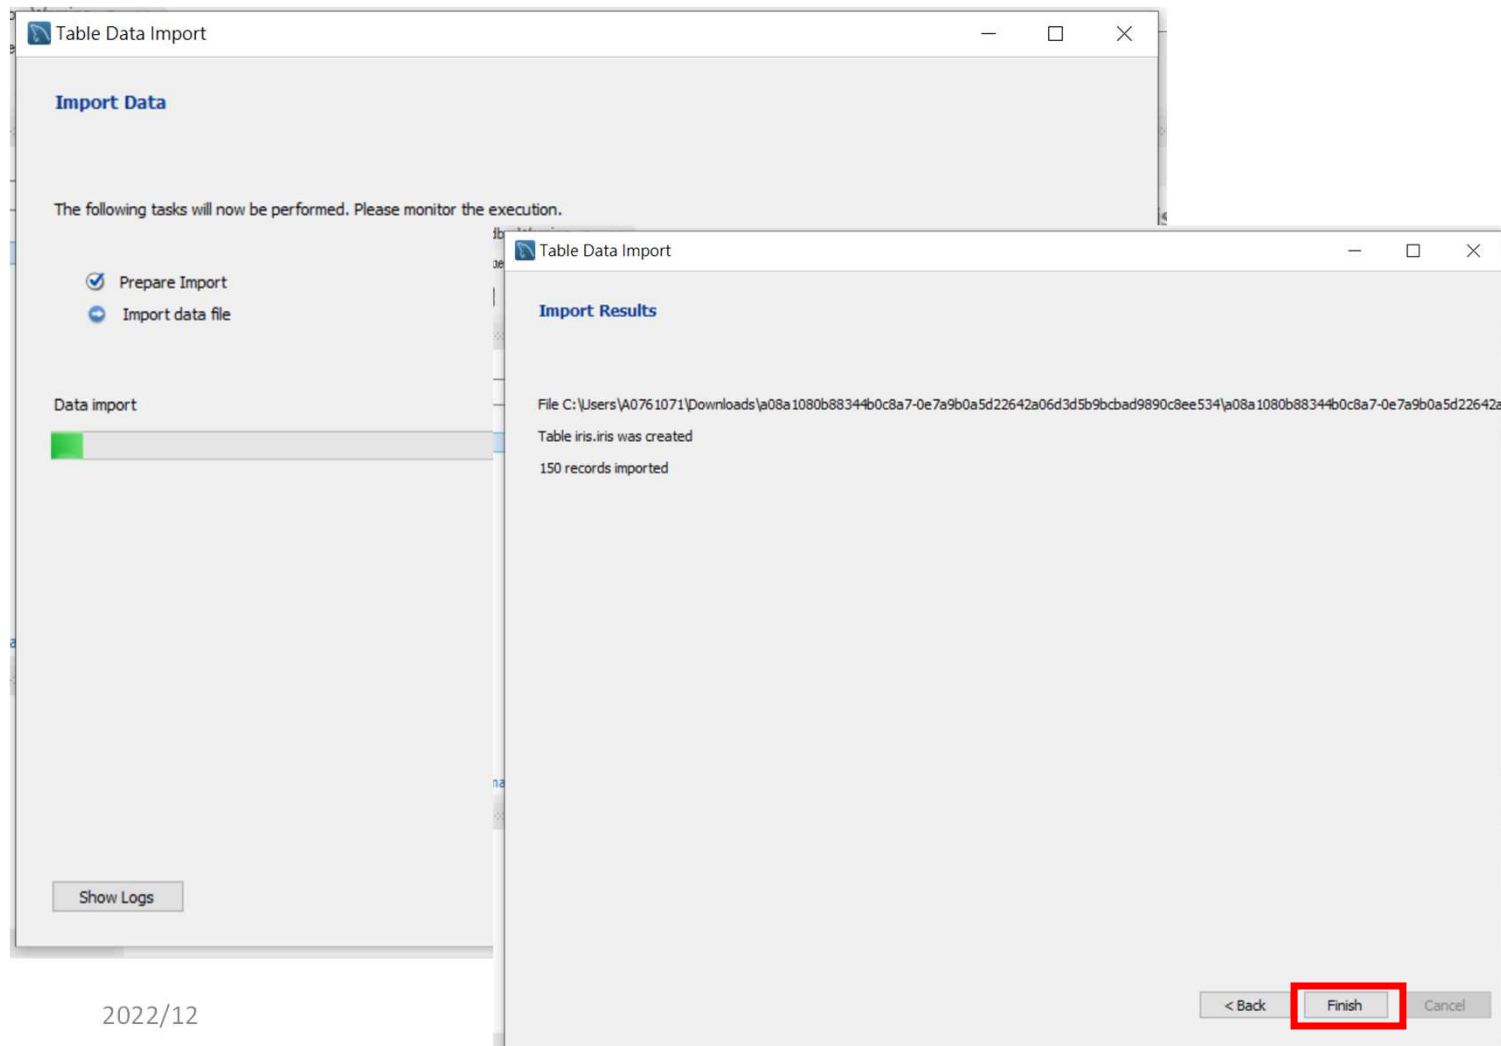 Table Data Import
Import Data
The following tasks will now be performed. Please monitor the execution.
Prepare Import
Import data file
Data import
Show Logs
Table Data Import
Import Results
File C:\Users\A0761071\Downloads\a08a1080b88344b0c8a7-0e7a9b0a5d22642a06d3d5b9bcbad9890c8ee534\a08a1080b88344b0c8a7-0e7a9b0a5d22642a
Table iris.iris was created
150 records imported
< Back
Finish
Cancel
2022/12